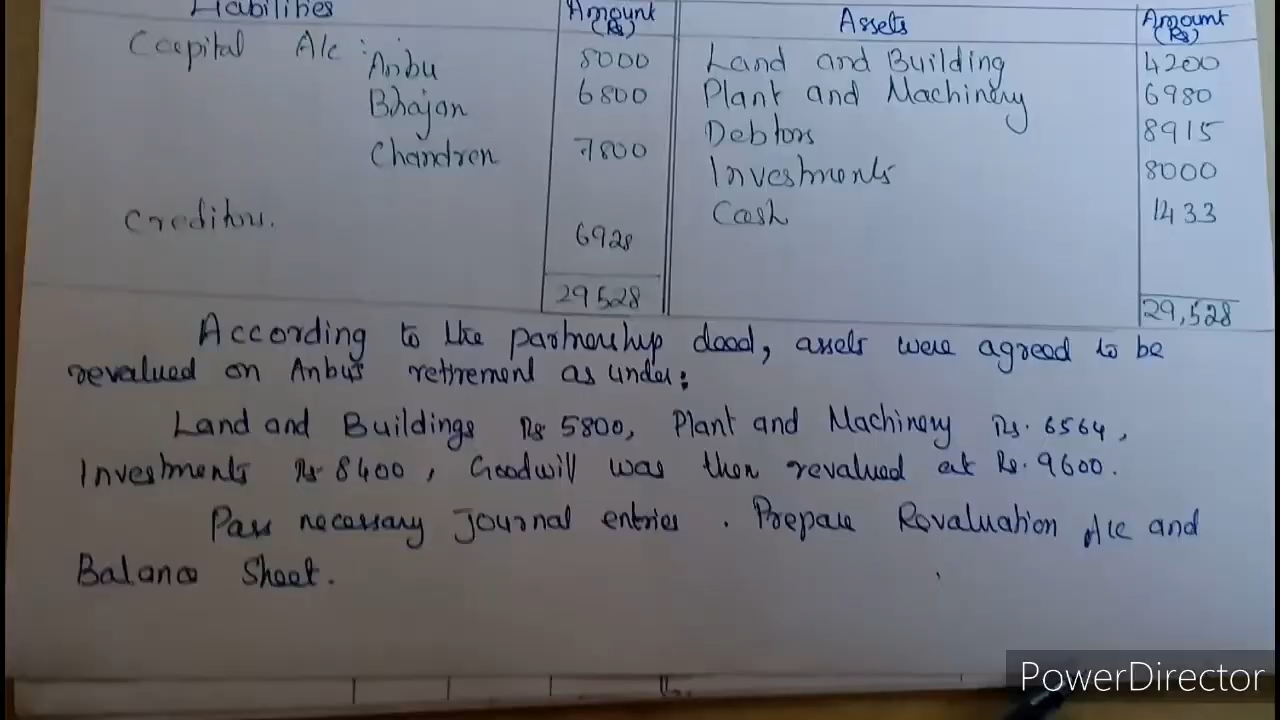 Liabilities Amount (Rs) Assets Amount (Rs)
Capital A/c : Anbu 8000 Land and Building 4200
Bhajan 6800 Plant and Machinery 6980
Debtors 8915
Chandren 7800 Investments 8000
Creditors. 6928 Cash 1433
29528 29,528
According to the partnership deed, assets were agreed to be
revalued on Anbus retirement as under:
Land and Buildings Rs 5800, Plant and Machinery Rs. 6564,
Investments Rs 8400, Goodwill was then revalued at Rs. 9600.
Pass necessary journal entries. Prepare Revaluation A/c and
Balance Sheet.
PowerDirector